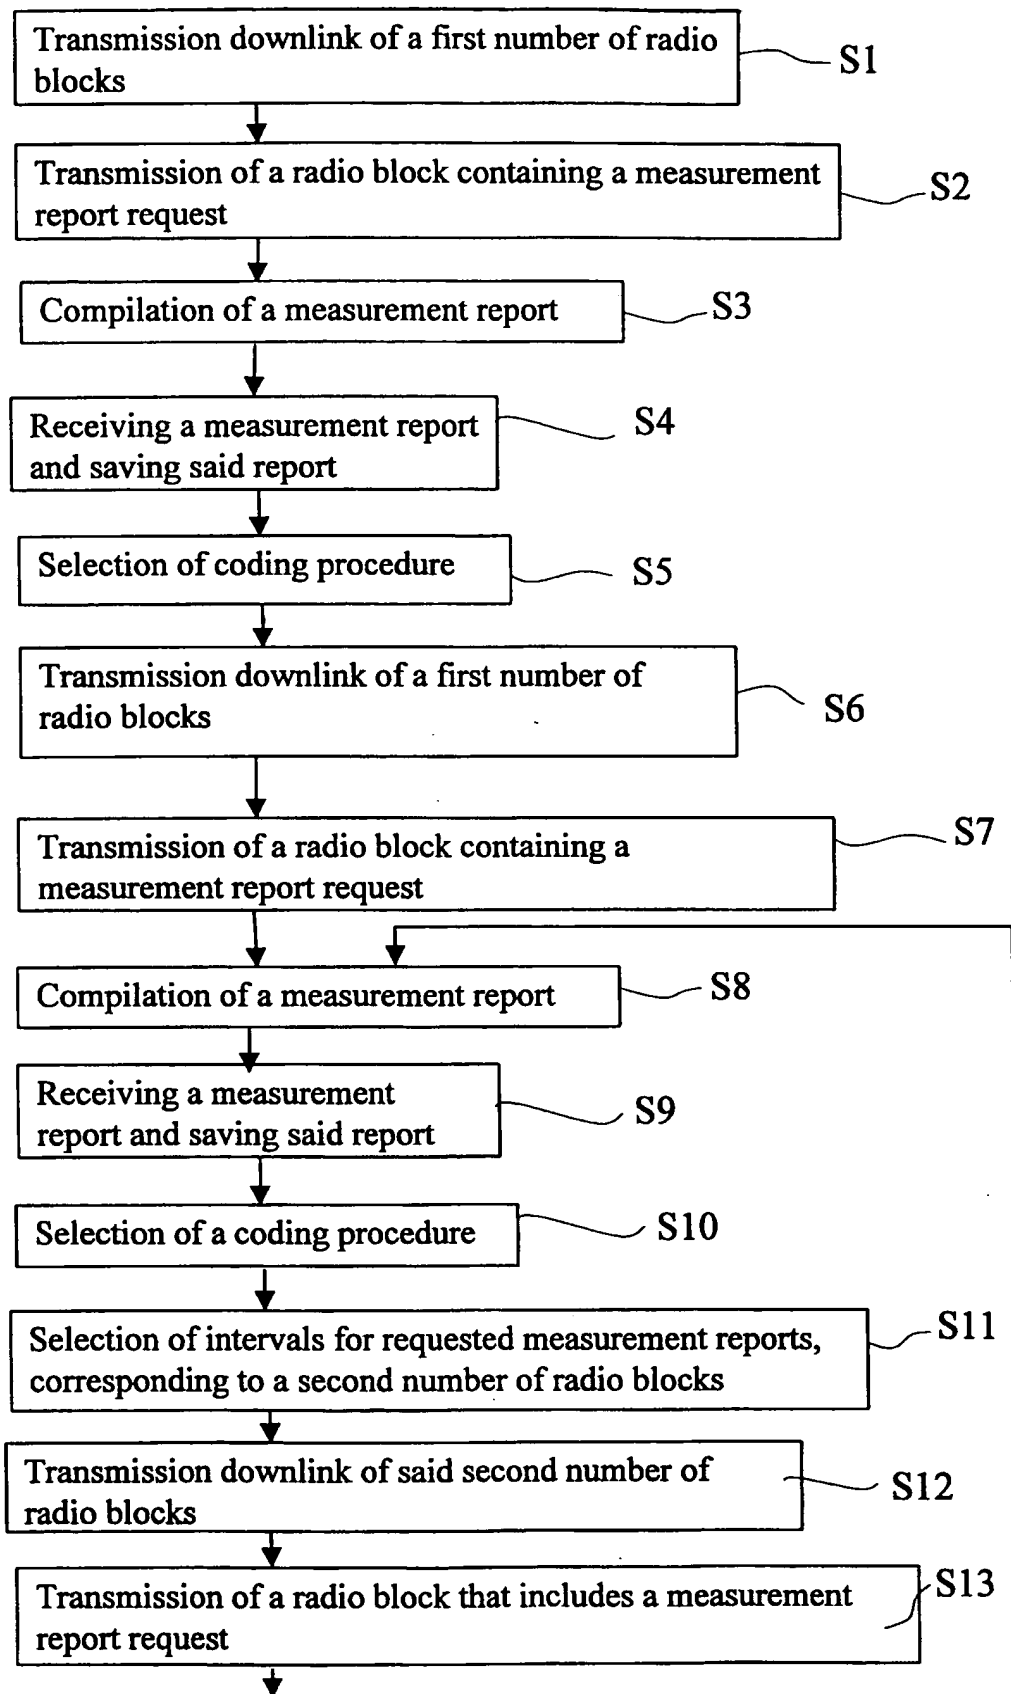 Transmission downlink of a first number of radio
blocks
S1
Transmission of a radio block containing a measurement
report request
S2
Compilation of a measurement report
S3
Receiving a measurement report
and saving said report
S4
Selection of coding procedure
S5
Transmission downlink of a first number of
radio blocks
S6
Transmission of a radio block containing a
measurement report request
S7
Compilation of a measurement report
S8
Receiving a measurement
report and saving said report
S9
Selection of a coding procedure
S10
Selection of intervals for requested measurement reports,
corresponding to a second number of radio blocks
S11
Transmission downlink of said second number of
radio blocks
S12
Transmission of a radio block that includes a measurement
report request
S13